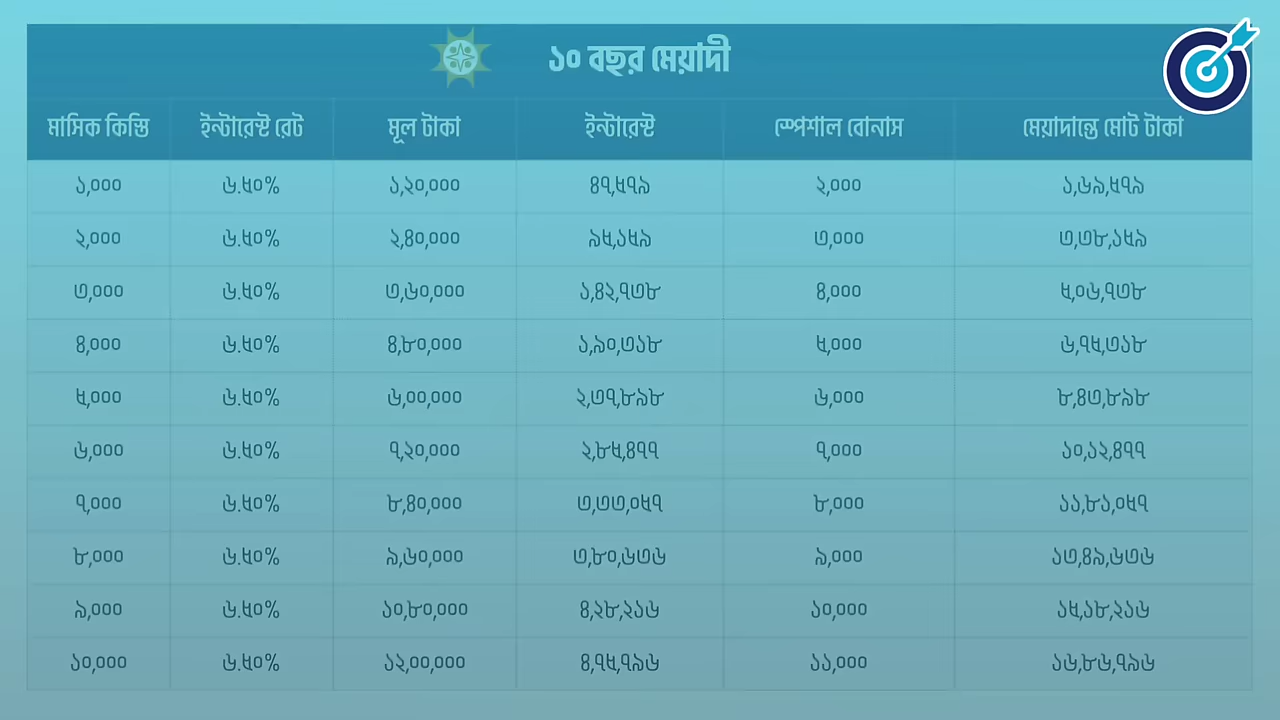 ১০ বছর মেয়াদী
মাসিক কিস্তি ইন্টারেস্ট রেট মূল টাকা ইন্টারেস্ট স্পেশাল বোনাস মেয়াদান্তে মোট টাকা
১,০০০ ৬.৫০% ১,২০,০০০ ৪৭,৫৭৯ ২,০০০ ১,৬৯,৫৭৯
২,০০০ ৬.৫০% ২,৪০,০০০ ৯৫,১৫৯ ৩,০০০ ৩,৩৮,১৫৯
৩,০০০ ৬.৫০% ৩,৬০,০০০ ১,৪২,৭৩৮ ৪,০০০ ৫,০৬,৭৩৮
৪,০০০ ৬.৫০% ৪,৮০,০০০ ১,৯০,৩১৮ ৫,০০০ ৬,৭৫,৩১৮
৫,০০০ ৬.৫০% ৬,০০,০০০ ২,৩৭,৮৯৮ ৬,০০০ ৮,৪৩,৮৯৮
৬,০০০ ৬.৫০% ৭,২০,০০০ ২,৮৫,৪৭৭ ৭,০০০ ১০,১২,৪৭৭
৭,০০০ ৬.৫০% ৮,৪০,০০০ ৩,৩৩,০৫৭ ৮,০০০ ১১,৮১,০৫৭
৮,০০০ ৬.৫০% ৯,৬০,০০০ ৩,৮০,৬৩৬ ৯,০০০ ১৩,৪৯,৬৩৬
৯,০০০ ৬.৫০% ১০,৮০,০০০ ৪,২৮,২১৬ ১০,০০০ ১৫,১৮,২১৬
১০,০০০ ৬.৫০% ১২,০০,০০০ ৪,৭৫,৭৯৬ ১১,০০০ ১৬,৮৬,৭৯৬